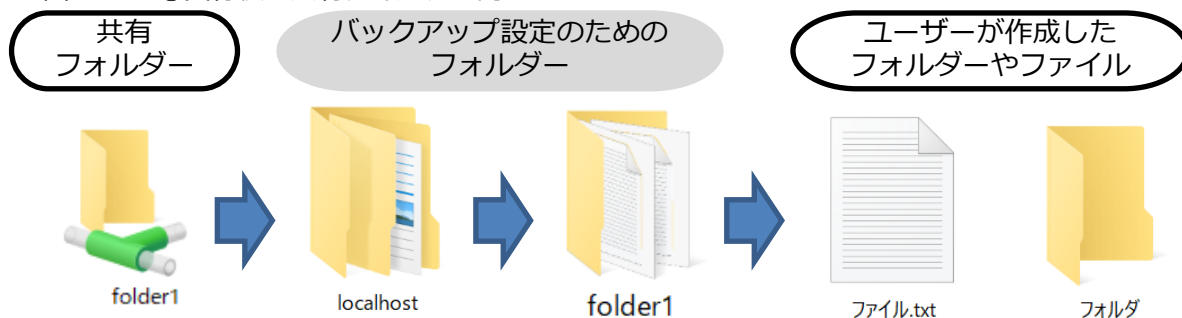 共有
フォルダー
バックアップ設定のための
フォルダー
ユーザーが作成した
フォルダーやファイル
folder1
localhost
folder1
ファイル.txt
フォルダ